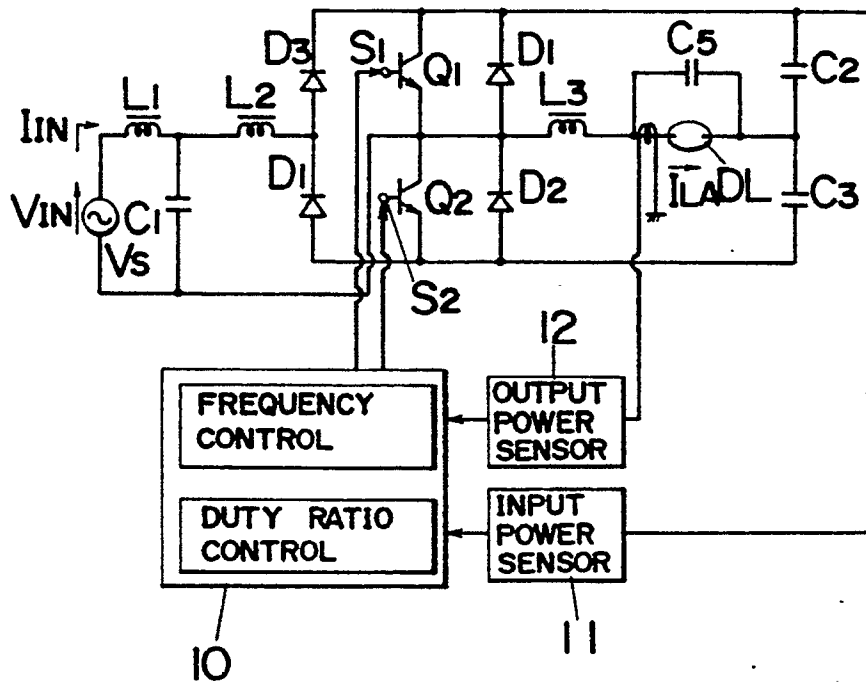 D3
S1
Q1
D1
C5
C2
L1
L2
L3
IIN
D1
Q2
D2
ILA
DL
C3
VIN
C1
VS
S2
12
FREQUENCY
CONTROL
OUTPUT
POWER
SENSOR
DUTY RATIO
CONTROL
INPUT
POWER
SENSOR
10
11